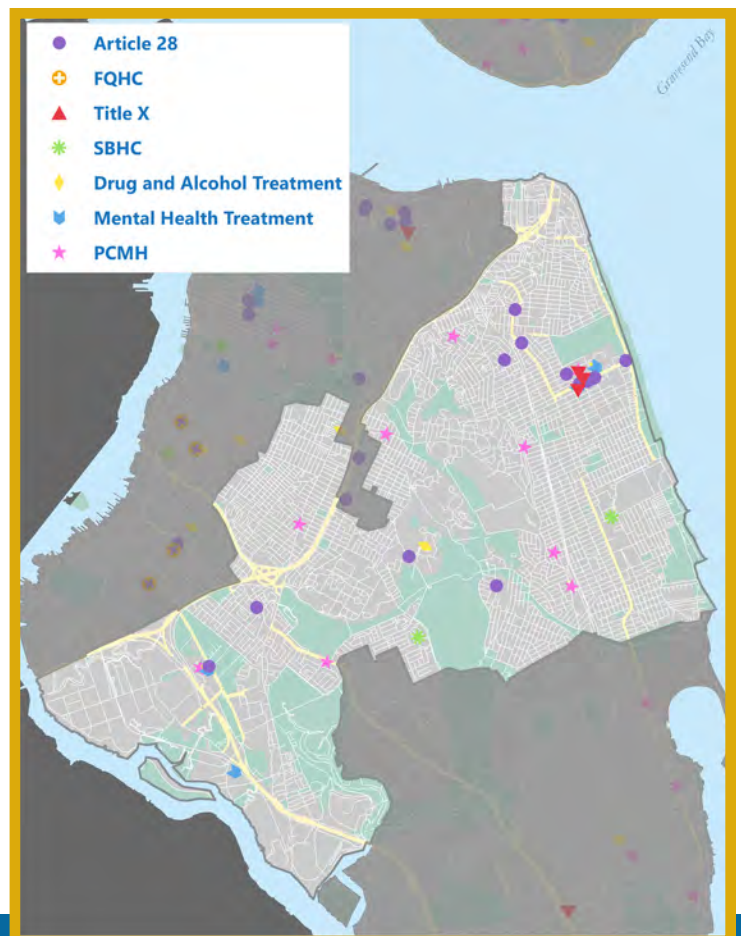 Article 28
FQHC
Title X
SBHC
Drug and Alcohol Treatment
Mental Health Treatment
PCMH
Gravesend Bay